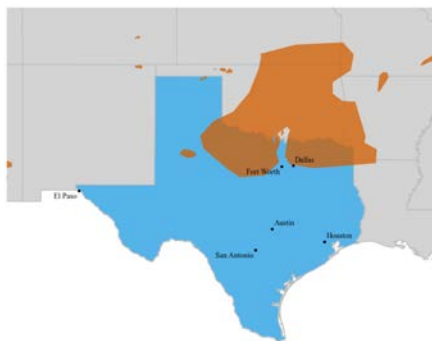 Dallas
Fort Worth
El Paso
Austin
Houston
San Antonio